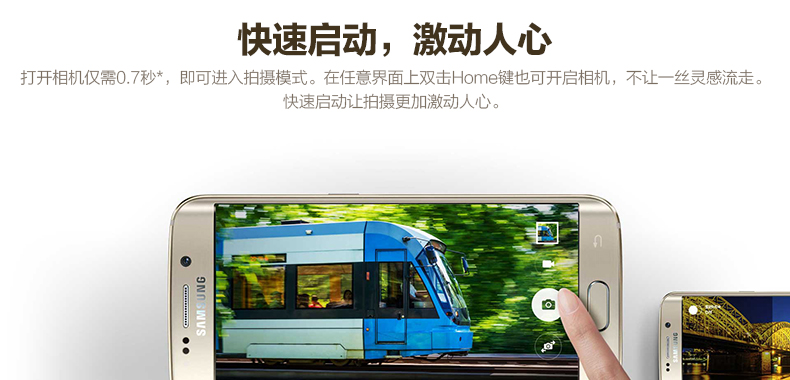 快速启动，激动人心
打开相机仅需0.7秒*，即可进入拍摄模式。在任意界面上双击Home键也可开启相机，不让一丝灵感流走。
快速启动让拍摄更加激动人心。
SAMSUNG
SAMSUNG